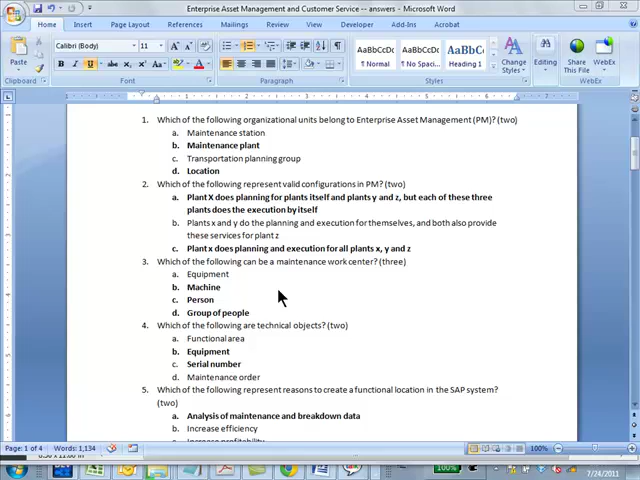 Enterprise Asset Management and Customer Service -- answers - Microsoft Word
Home Insert Page Layout References Mailings Review View Developer Add-Ins Acrobat
Calibri (Body) 11
AaBbCcDc AaBbCcDc AaBbCc
Paste
¶ Normal ¶ No Spaci... Heading 1
Change Styles
Editing
Share This File
WebEx
Clipboard Font Paragraph Styles WebEx
1. Which of the following organizational units belong to Enterprise Asset Management (PM)? (two)
a. Maintenance station
b. Maintenance plant
c. Transportation planning group
d. Location
2. Which of the following represent valid configurations in PM? (two)
a. Plant X does planning for plants itself and plants y and z, but each of these three
plants does the execution by itself
b. Plants x and y do the planning and execution for themselves, and both also provide
these services for plant z
c. Plant x does planning and execution for all plants x, y and z
3. Which of the following can be a maintenance work center? (three)
a. Equipment
b. Machine
c. Person
d. Group of people
4. Which of the following are technical objects? (two)
a. Functional area
b. Equipment
c. Serial number
d. Maintenance order
5. Which of the following represent reasons to create a functional location in the SAP system?
(two)
a. Analysis of maintenance and breakdown data
b. Increase efficiency
c. Increase profitability
Page: 1 of 4 Words: 1,134 100%
8.50 x 11.00 in
100%
7/24/2011